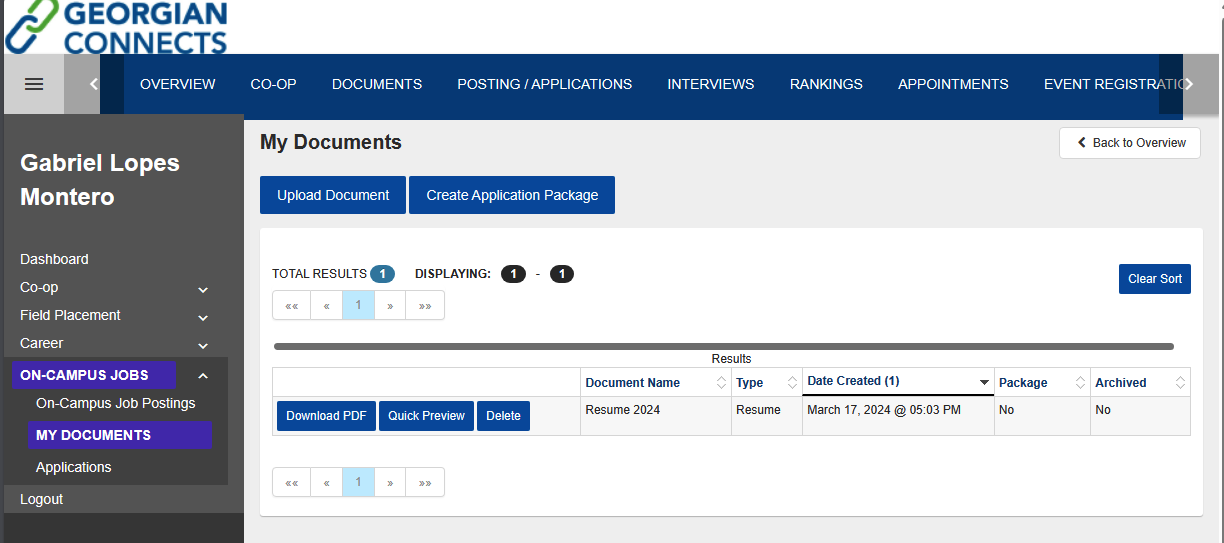 GEORGIAN
CONNECTS
OVERVIEW CO-OP DOCUMENTS POSTING / APPLICATIONS INTERVIEWS RANKINGS APPOINTMENTS EVENT REGISTRATIO
Gabriel Lopes
Montero
Dashboard
Co-op
Field Placement
Career
ON-CAMPUS JOBS
On-Campus Job Postings
MY DOCUMENTS
Applications
Logout
My Documents
Back to Overview
Upload Document Create Application Package
TOTAL RESULTS 1 DISPLAYING: 1 - 1
Clear Sort
«« « 1 » »»
Results
Document Name Type Date Created (1) Package Archived
Download PDF Quick Preview Delete Resume 2024 Resume March 17, 2024 @ 05:03 PM No No
«« « 1 » »»